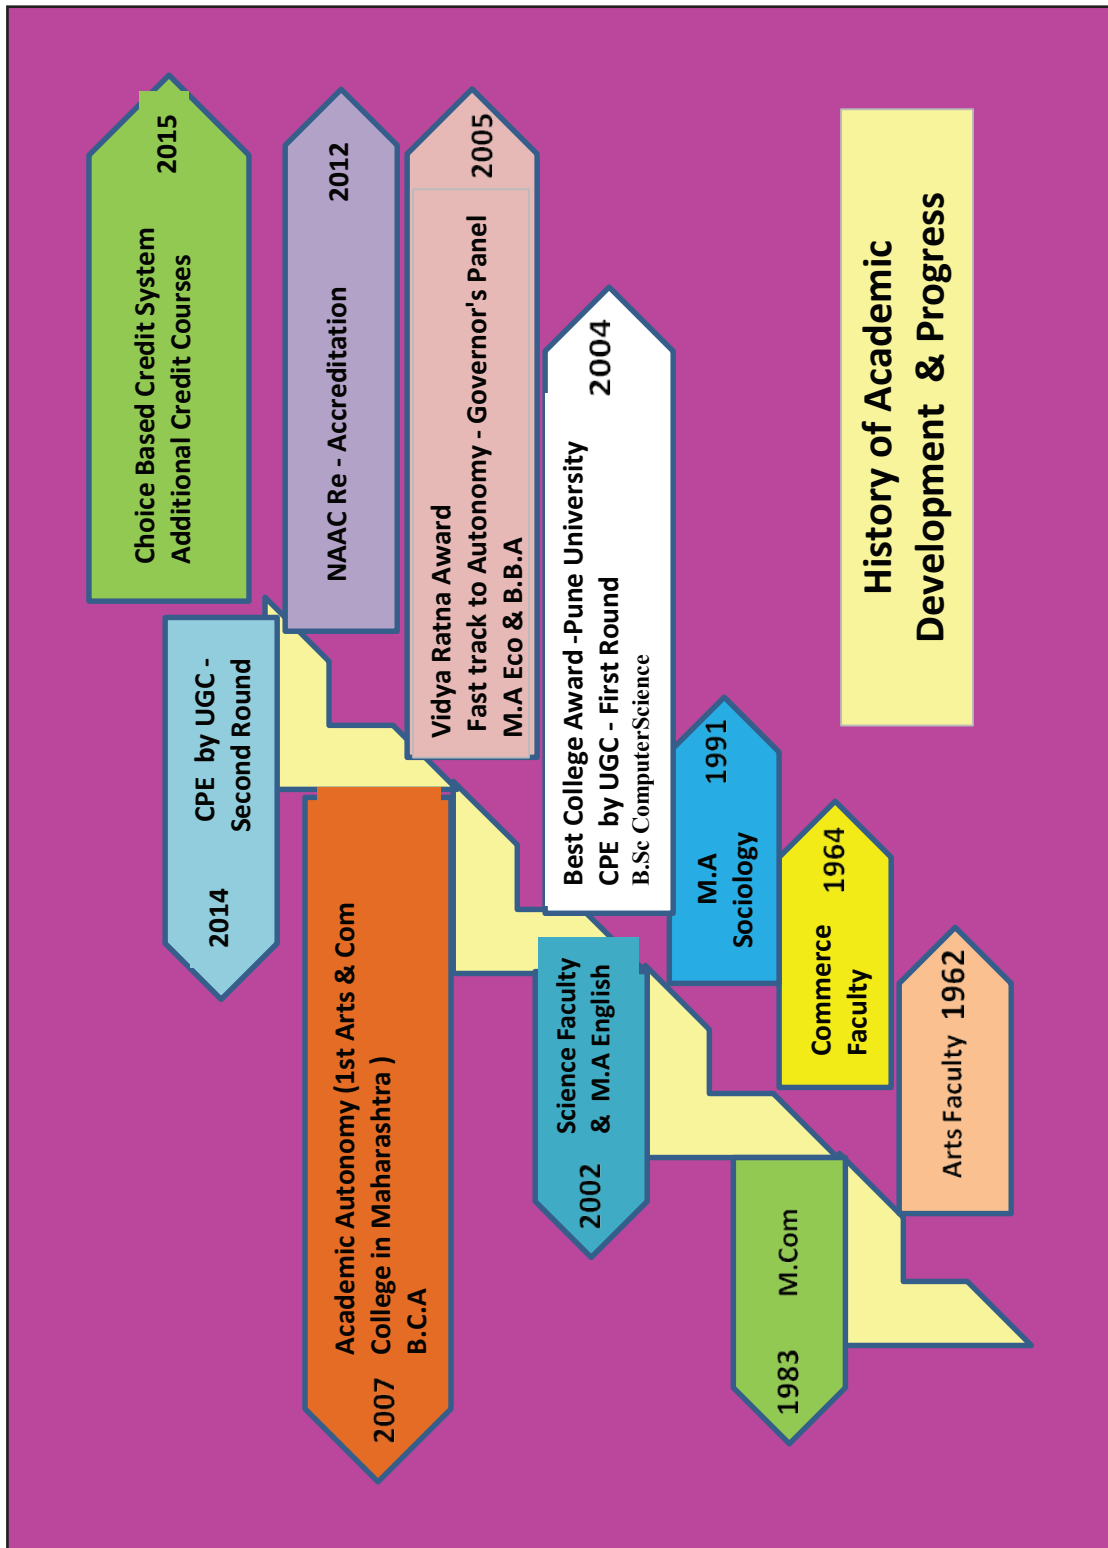 Choice Based Credit System
Additional Credit Courses
2015
CPE by UGC -
Second Round
2014
NAAC Re - Accreditation 2012
Academic Autonomy (1st Arts & Com
College in Maharashtra )
B.C.A
2007
Vidya Ratna Award
Fast track to Autonomy - Governor's Panel
M.A Eco & B.B.A
2005
Best College Award -Pune University
CPE by UGC - First Round
B.Sc ComputerScience
2004
Science Faculty
& M.A English
2002
M.A
Sociology
1991
M.Com
1983
Commerce
Faculty
1964
Arts Faculty 1962
History of Academic
Development & Progress